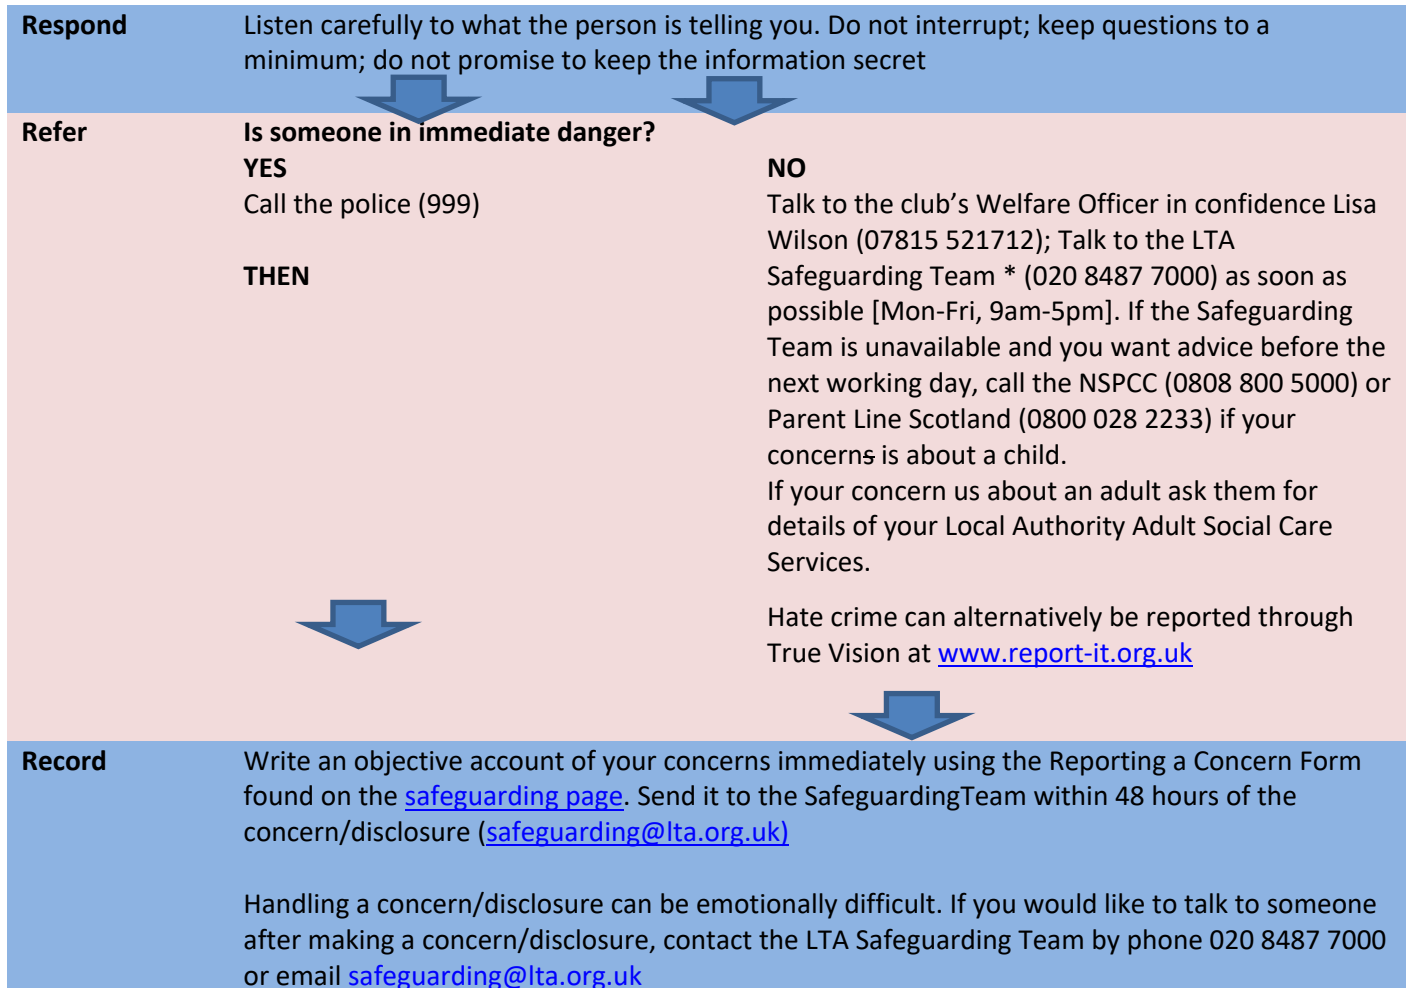 Respond
Listen carefully to what the person is telling you. Do not interrupt; keep questions to a
minimum; do not promise to keep the information secret
Refer
Is someone in immediate danger?
YES
Call the police (999)
THEN
NO
Talk to the club’s Welfare Officer in confidence Lisa
Wilson (07815 521712); Talk to the LTA
Safeguarding Team * (020 8487 7000) as soon as
possible [Mon-Fri, 9am-5pm]. If the Safeguarding
Team is unavailable and you want advice before the
next working day, call the NSPCC (0808 800 5000) or
Parent Line Scotland (0800 028 2233) if your
concerns is about a child.
If your concern us about an adult ask them for
details of your Local Authority Adult Social Care
Services.
Hate crime can alternatively be reported through
True Vision at www.report-it.org.uk
Record
Write an objective account of your concerns immediately using the Reporting a Concern Form
found on the safeguarding page. Send it to the SafeguardingTeam within 48 hours of the
concern/disclosure (safeguarding@lta.org.uk)
Handling a concern/disclosure can be emotionally difficult. If you would like to talk to someone
after making a concern/disclosure, contact the LTA Safeguarding Team by phone 020 8487 7000
or email safeguarding@lta.org.uk